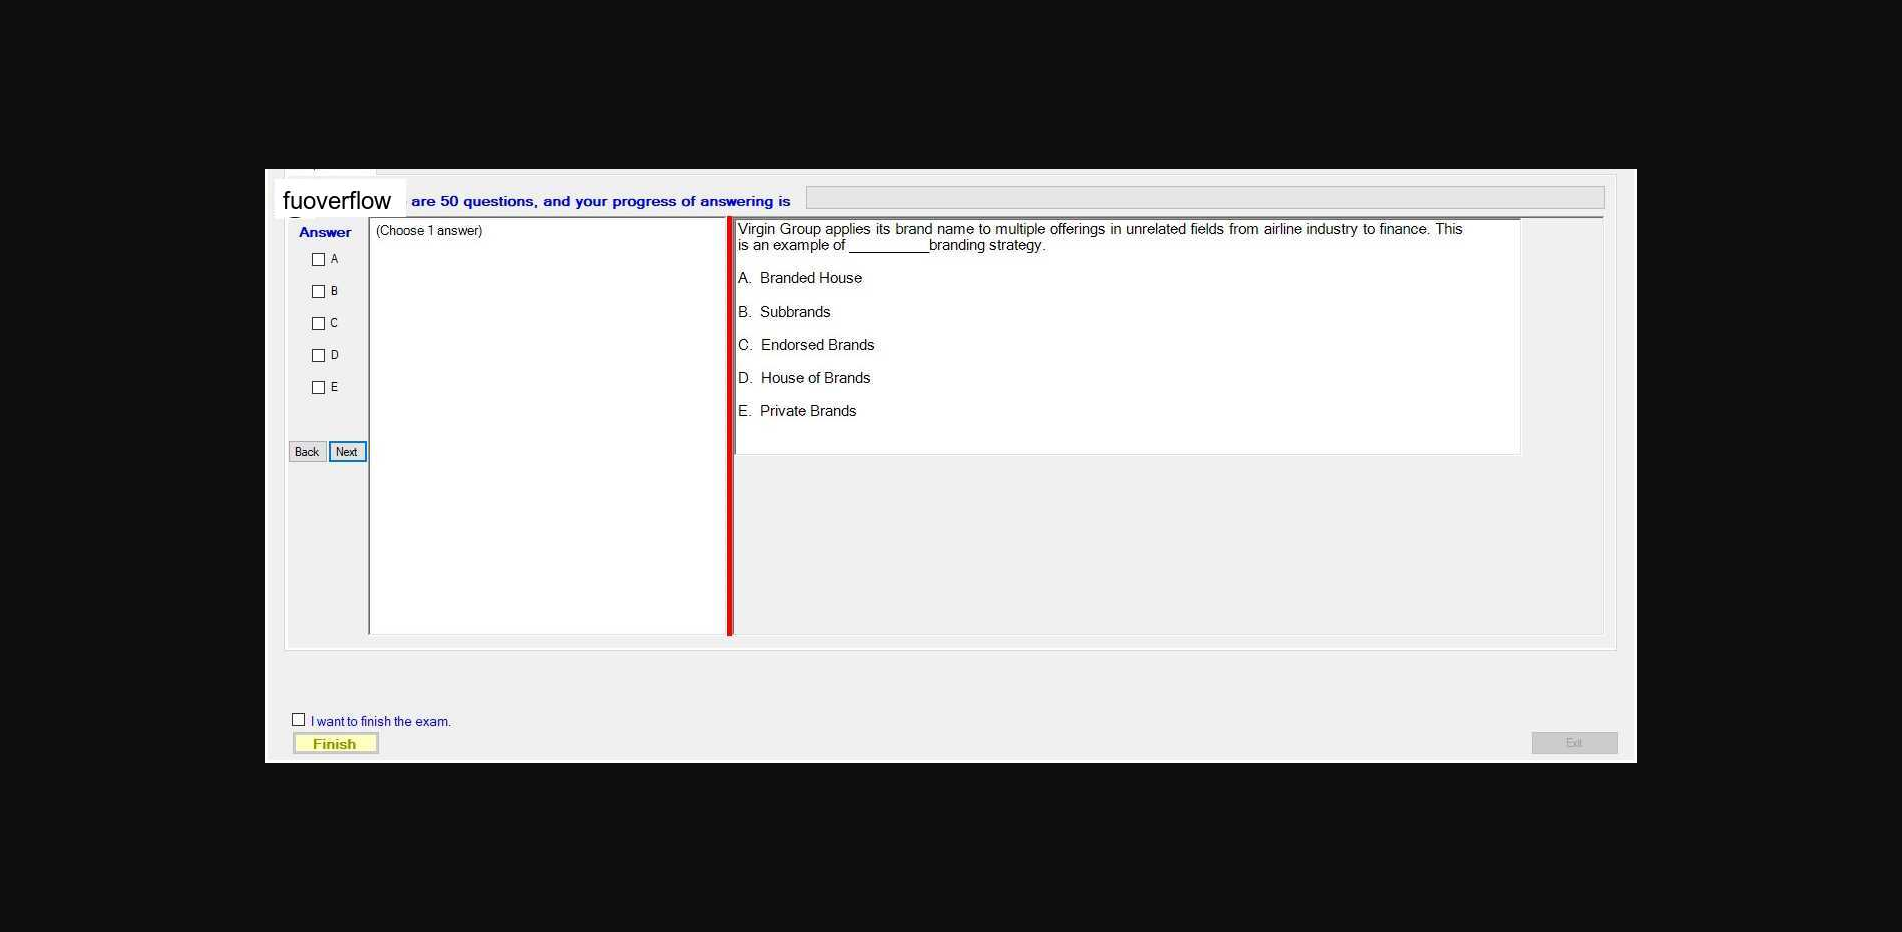 fuoverflow are 50 questions, and your progress of answering is
Answer
A
B
C
D
E
Back Next
(Choose 1 answer)
Virgin Group applies its brand name to multiple offerings in unrelated fields from airline industry to finance. This
is an example of __________branding strategy.
A. Branded House
B. Subbrands
C. Endorsed Brands
D. House of Brands
E. Private Brands
I want to finish the exam.
Finish
Exit